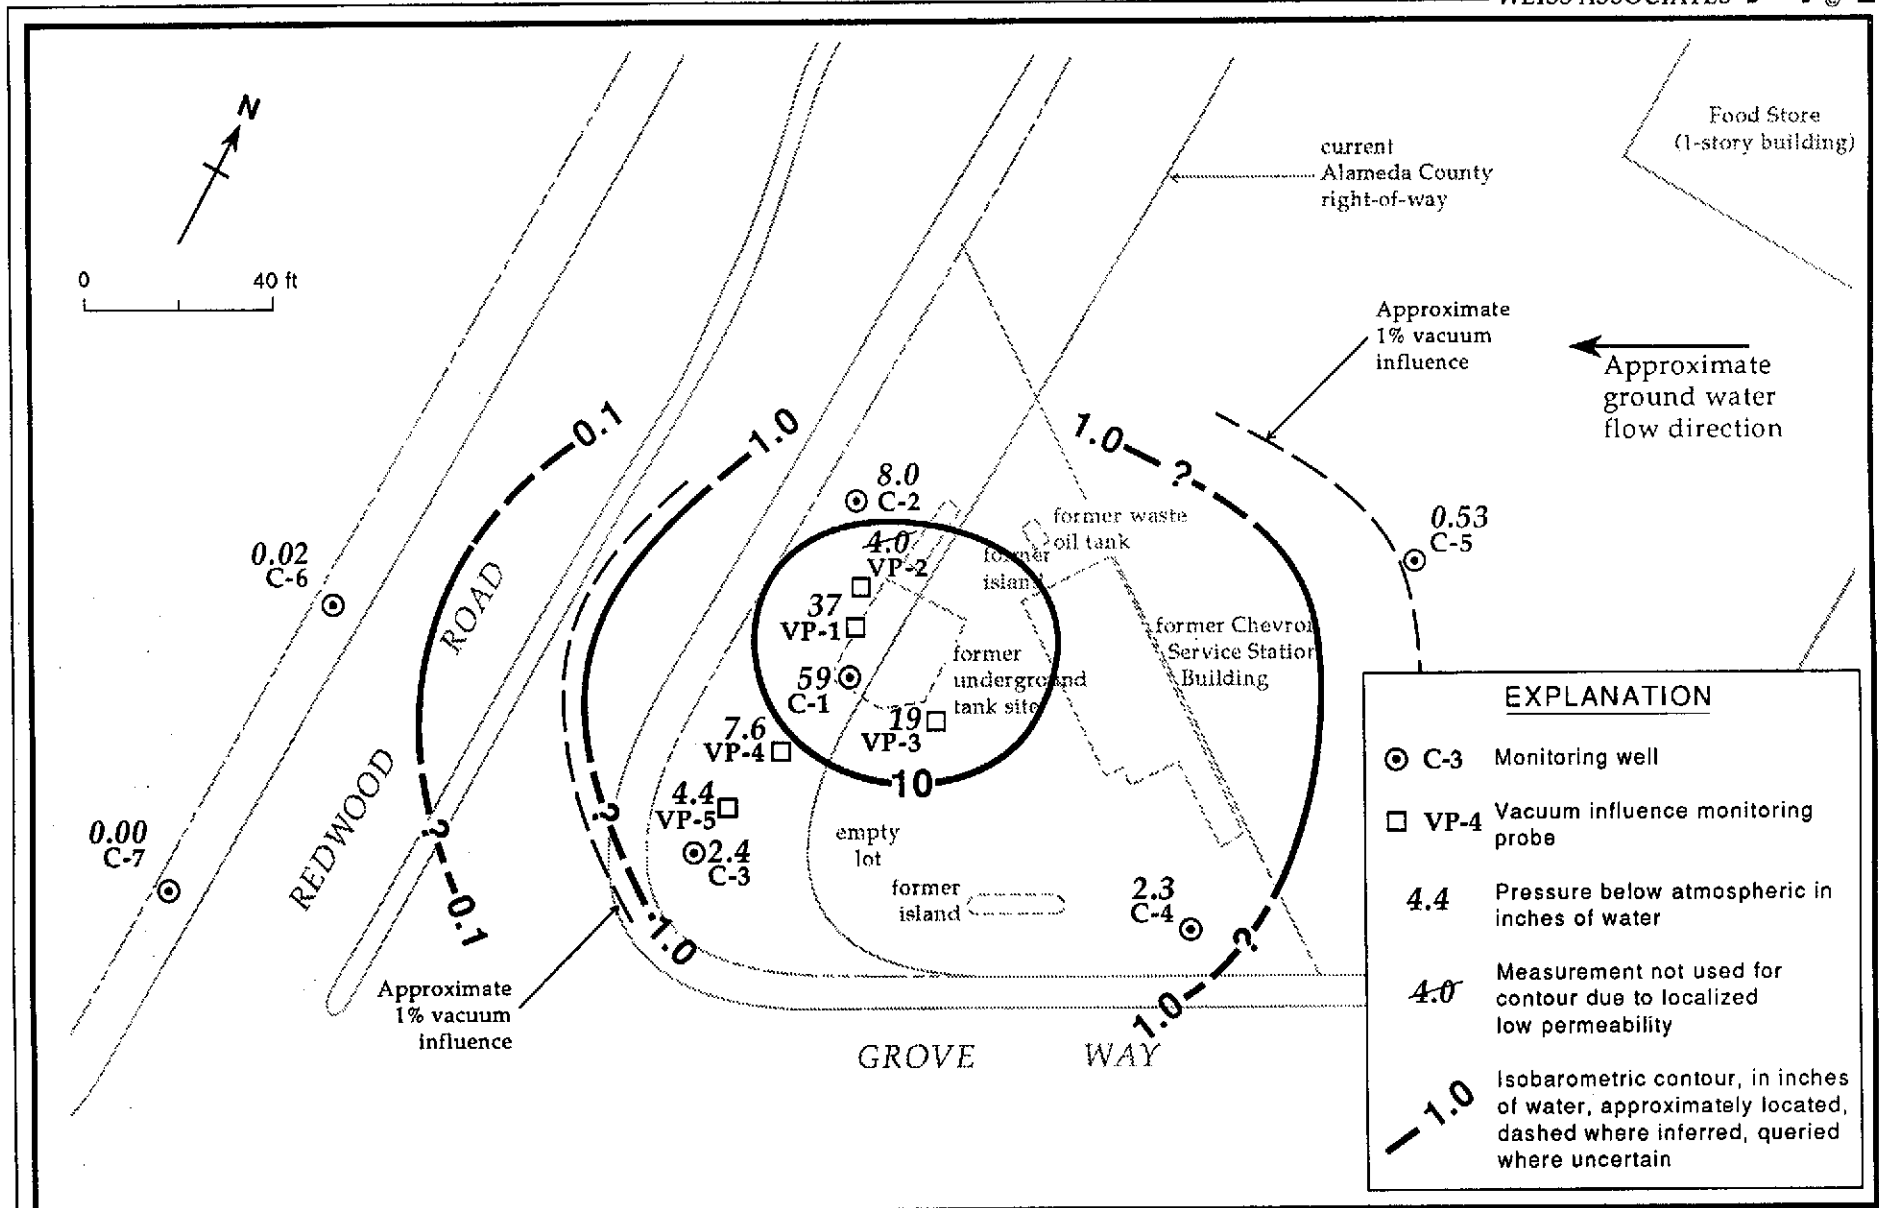 WEISS ASSOCIATES
N
0 40 ft
current
Alameda County
right-of-way
Food Store
(1-story building)
Approximate
1% vacuum
influence
Approximate
ground water
flow direction
0.1
1.0
1.0
?
8.0
C-2
4.0
VP-2
former
island
former waste
oil tank
0.53
C-5
0.02
C-6
37
VP-1
59
C-1
former
underground
tank site
former Chevron
Service Station
Building
7.6
VP-4
19
VP-3
10
4.4
VP-5
2.4
C-3
empty
lot
former
island
2.3
C-4
?
?
?
0.00
C-7
REDWOOD ROAD
0.1
1.0
1.0
Approximate
1% vacuum
influence
GROVE WAY
EXPLANATION
C-3 Monitoring well
VP-4 Vacuum influence monitoring
probe
4.4 Pressure below atmospheric in
inches of water
4.0 Measurement not used for
contour due to localized
low permeability
1.0 Isobarometric contour, in inches
of water, approximately located,
dashed where inferred, queried
where uncertain